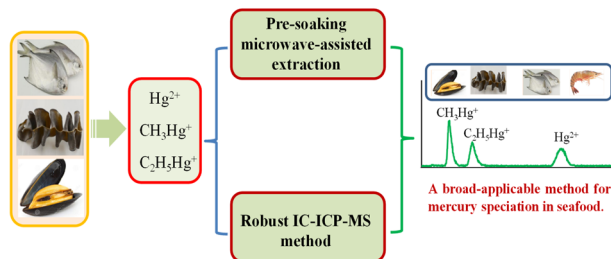 Pre-soaking
microwave-assisted
extraction
Hg²⁺
CH₃Hg⁺
C₂H₅Hg⁺
Robust IC-ICP-MS
method
CH₃Hg⁺
C₂H₅Hg⁺
Hg²⁺
A broad-applicable method for
mercury speciation in seafood.